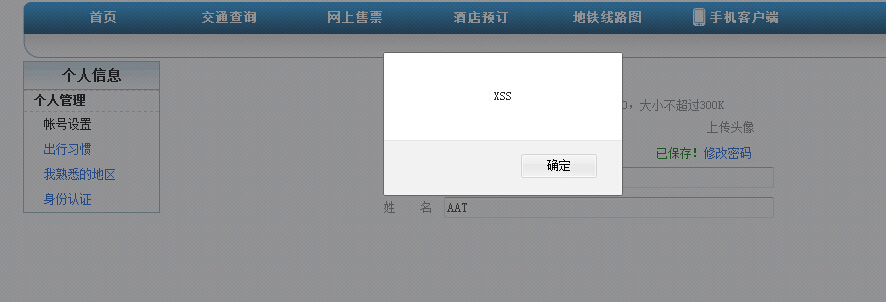 首页 交通查询 网上售票 酒店预订 地铁线路图 手机客户端
个人信息
个人管理
帐号设置
出行习惯
我熟悉的地区
身份认证
XSS
确定
0，大小不超过300K
上传头像
已保存！修改密码
姓 名 AAT